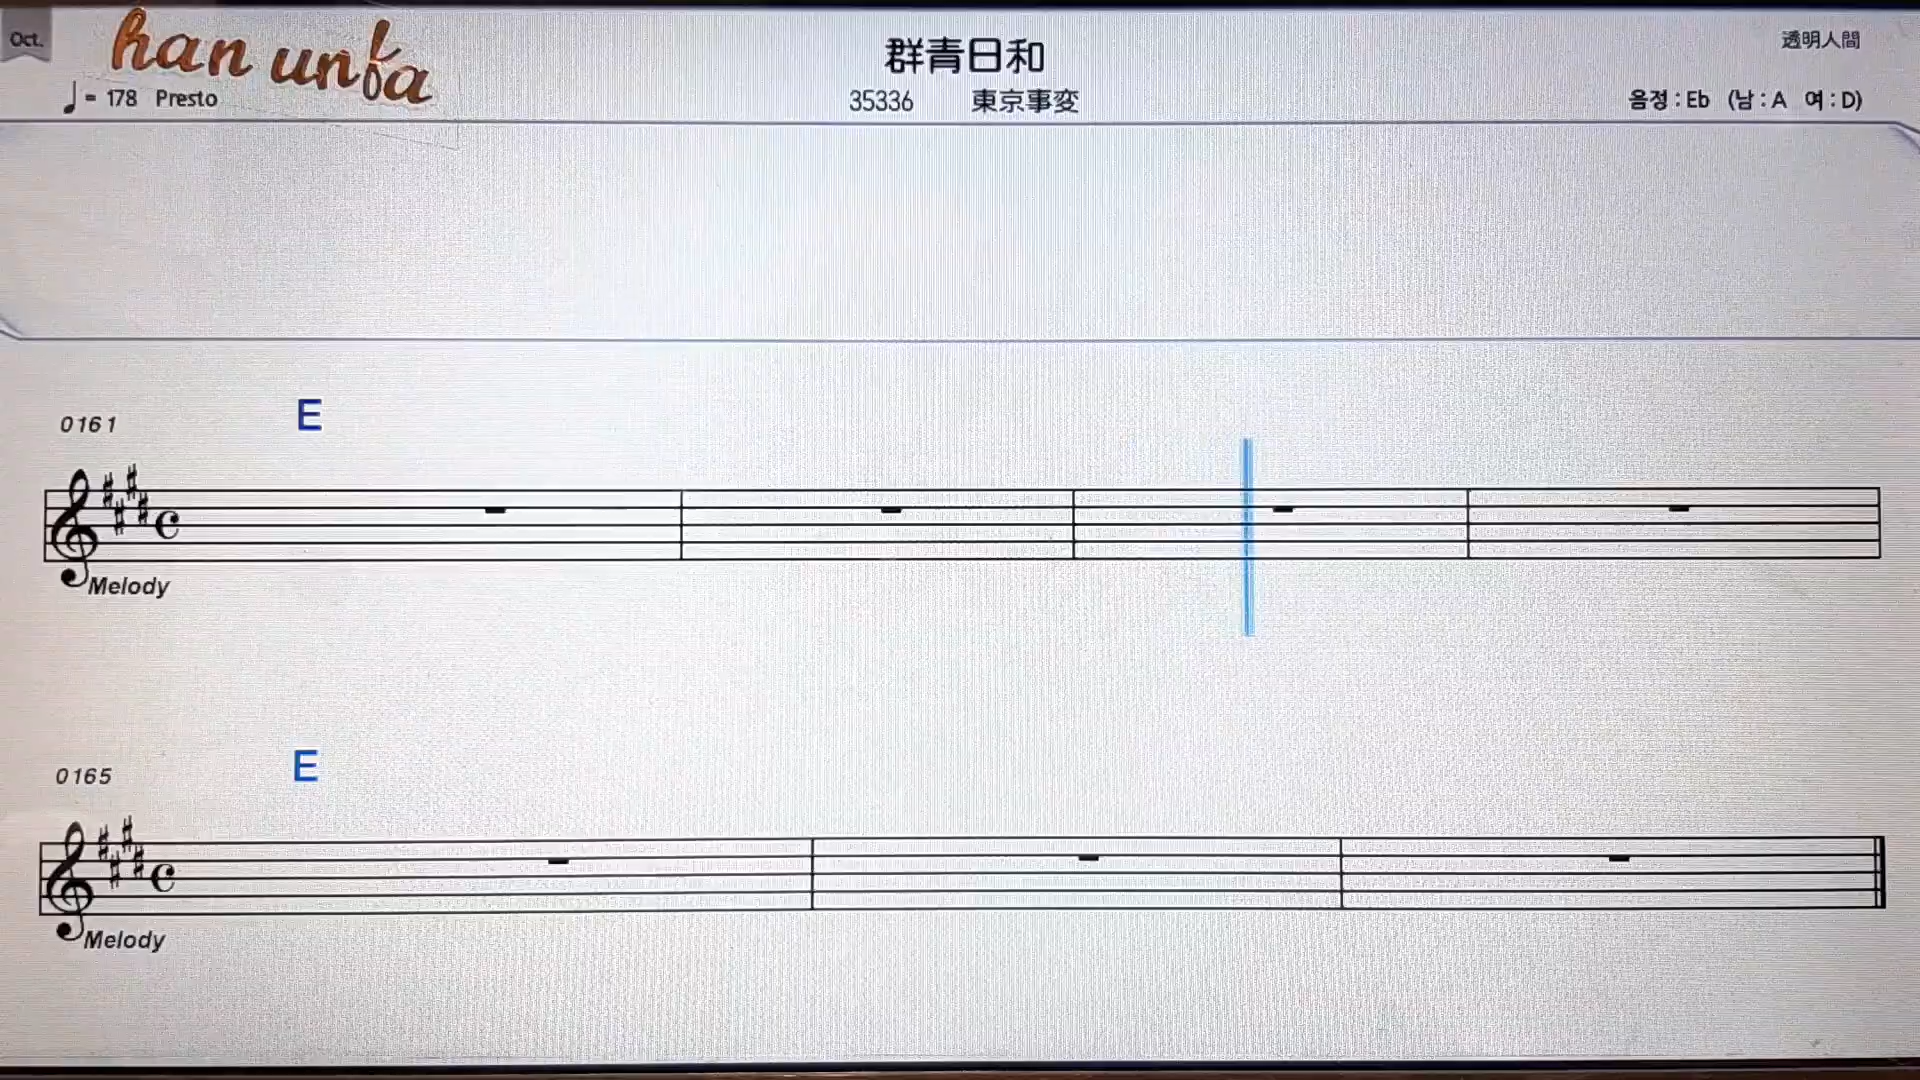 Oct.
han unfa
群青日和
透明人間
♩= 178 Presto
35336 東京事変
음정 : Eb (남 : A 여 : D)
0161
E
Melody
0165
E
Melody